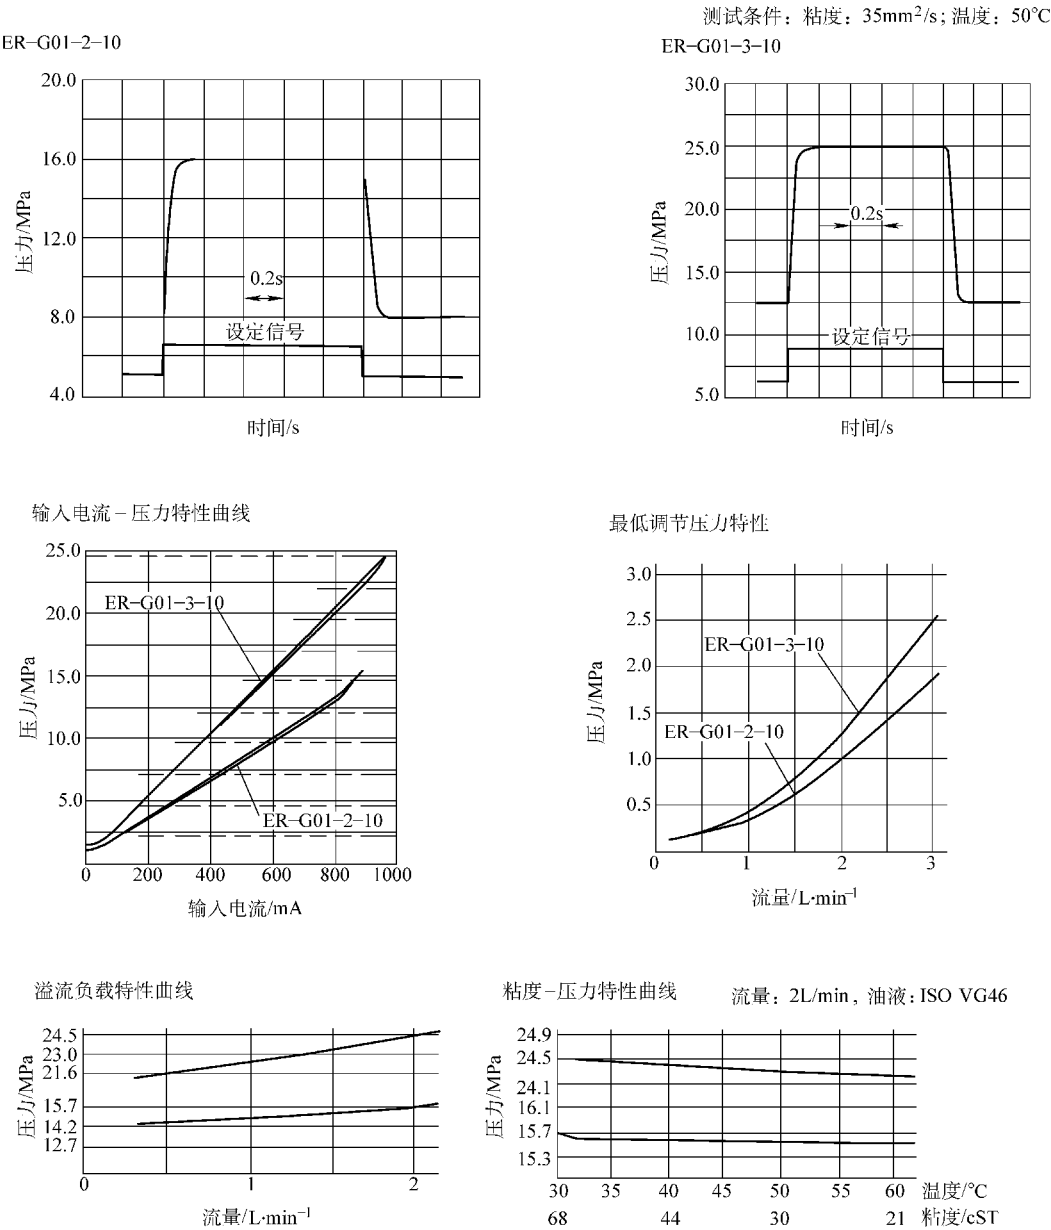 测试条件：粘度：35mm²/s；温度：50℃
ER-G01-2-10
ER-G01-3-10
20.0
16.0
12.0
8.0
4.0
压力/MPa
0.2s
设定信号
时间/s
30.0
25.0
20.0
15.0
10.0
5.0
压力/MPa
0.2s
设定信号
时间/s
输入电流-压力特性曲线
25.0
20.0
15.0
10.0
5.0
压力/MPa
ER-G01-3-10
ER-G01-2-10
0 200 400 600 800 1000
输入电流/mA
最低调节压力特性
3.0
2.5
2.0
1.5
1.0
0.5
压力/MPa
ER-G01-3-10
ER-G01-2-10
0 1 2 3
流量/L·min⁻¹
溢流负载特性曲线
24.5
23.0
21.6
15.7
14.2
12.7
压力/MPa
0 1 2
流量/L·min⁻¹
粘度-压力特性曲线
流量：2L/min，油液：ISO VG46
24.9
24.5
24.1
16.1
15.7
15.3
压力/MPa
30 35 40 45 50 55 60 温度/℃
68 44 30 21 粘度/cST